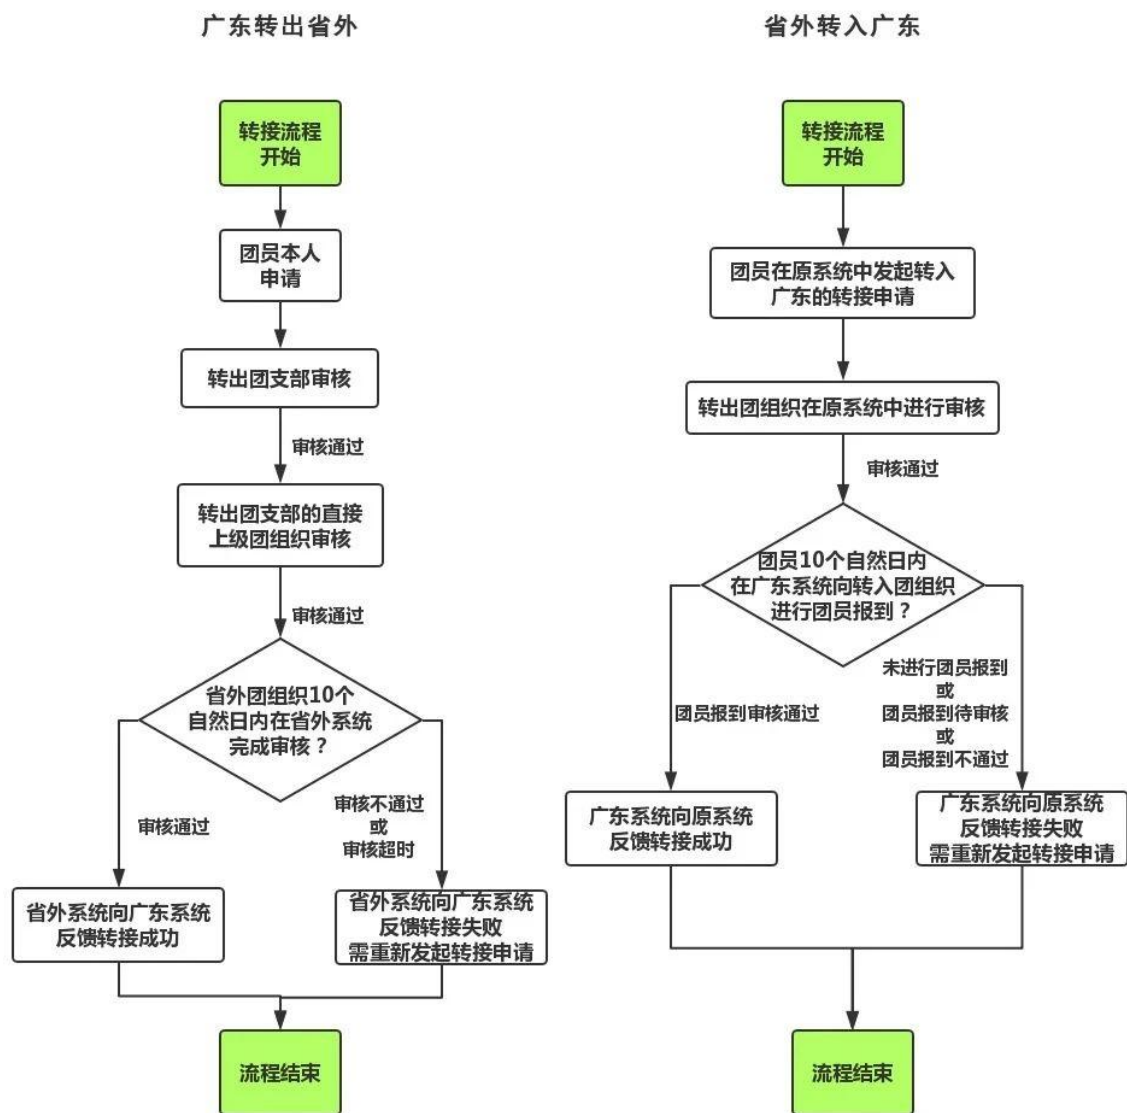 广东转出省外
转接流程
开始
团员本人
申请
转出团支部审核
审核通过
转出团支部的直接
上级团组织审核
审核通过
省外团组织10个
自然日内在省外系统
完成审核？
审核通过
审核不通过
或
审核超时
省外系统向广东系统
反馈转接成功
省外系统向广东系统
反馈转接失败
需重新发起转接申请
流程结束
省外转入广东
转接流程
开始
团员在原系统中发起转入
广东的转接申请
转出团组织在原系统中进行审核
审核通过
团员10个自然日内
在广东系统向转入团组织
进行团员报到？
团员报到审核通过
未进行团员报到
或
团员报到待审核
或
团员报到不通过
广东系统向原系统
反馈转接成功
广东系统向原系统
反馈转接失败
需重新发起转接申请
流程结束